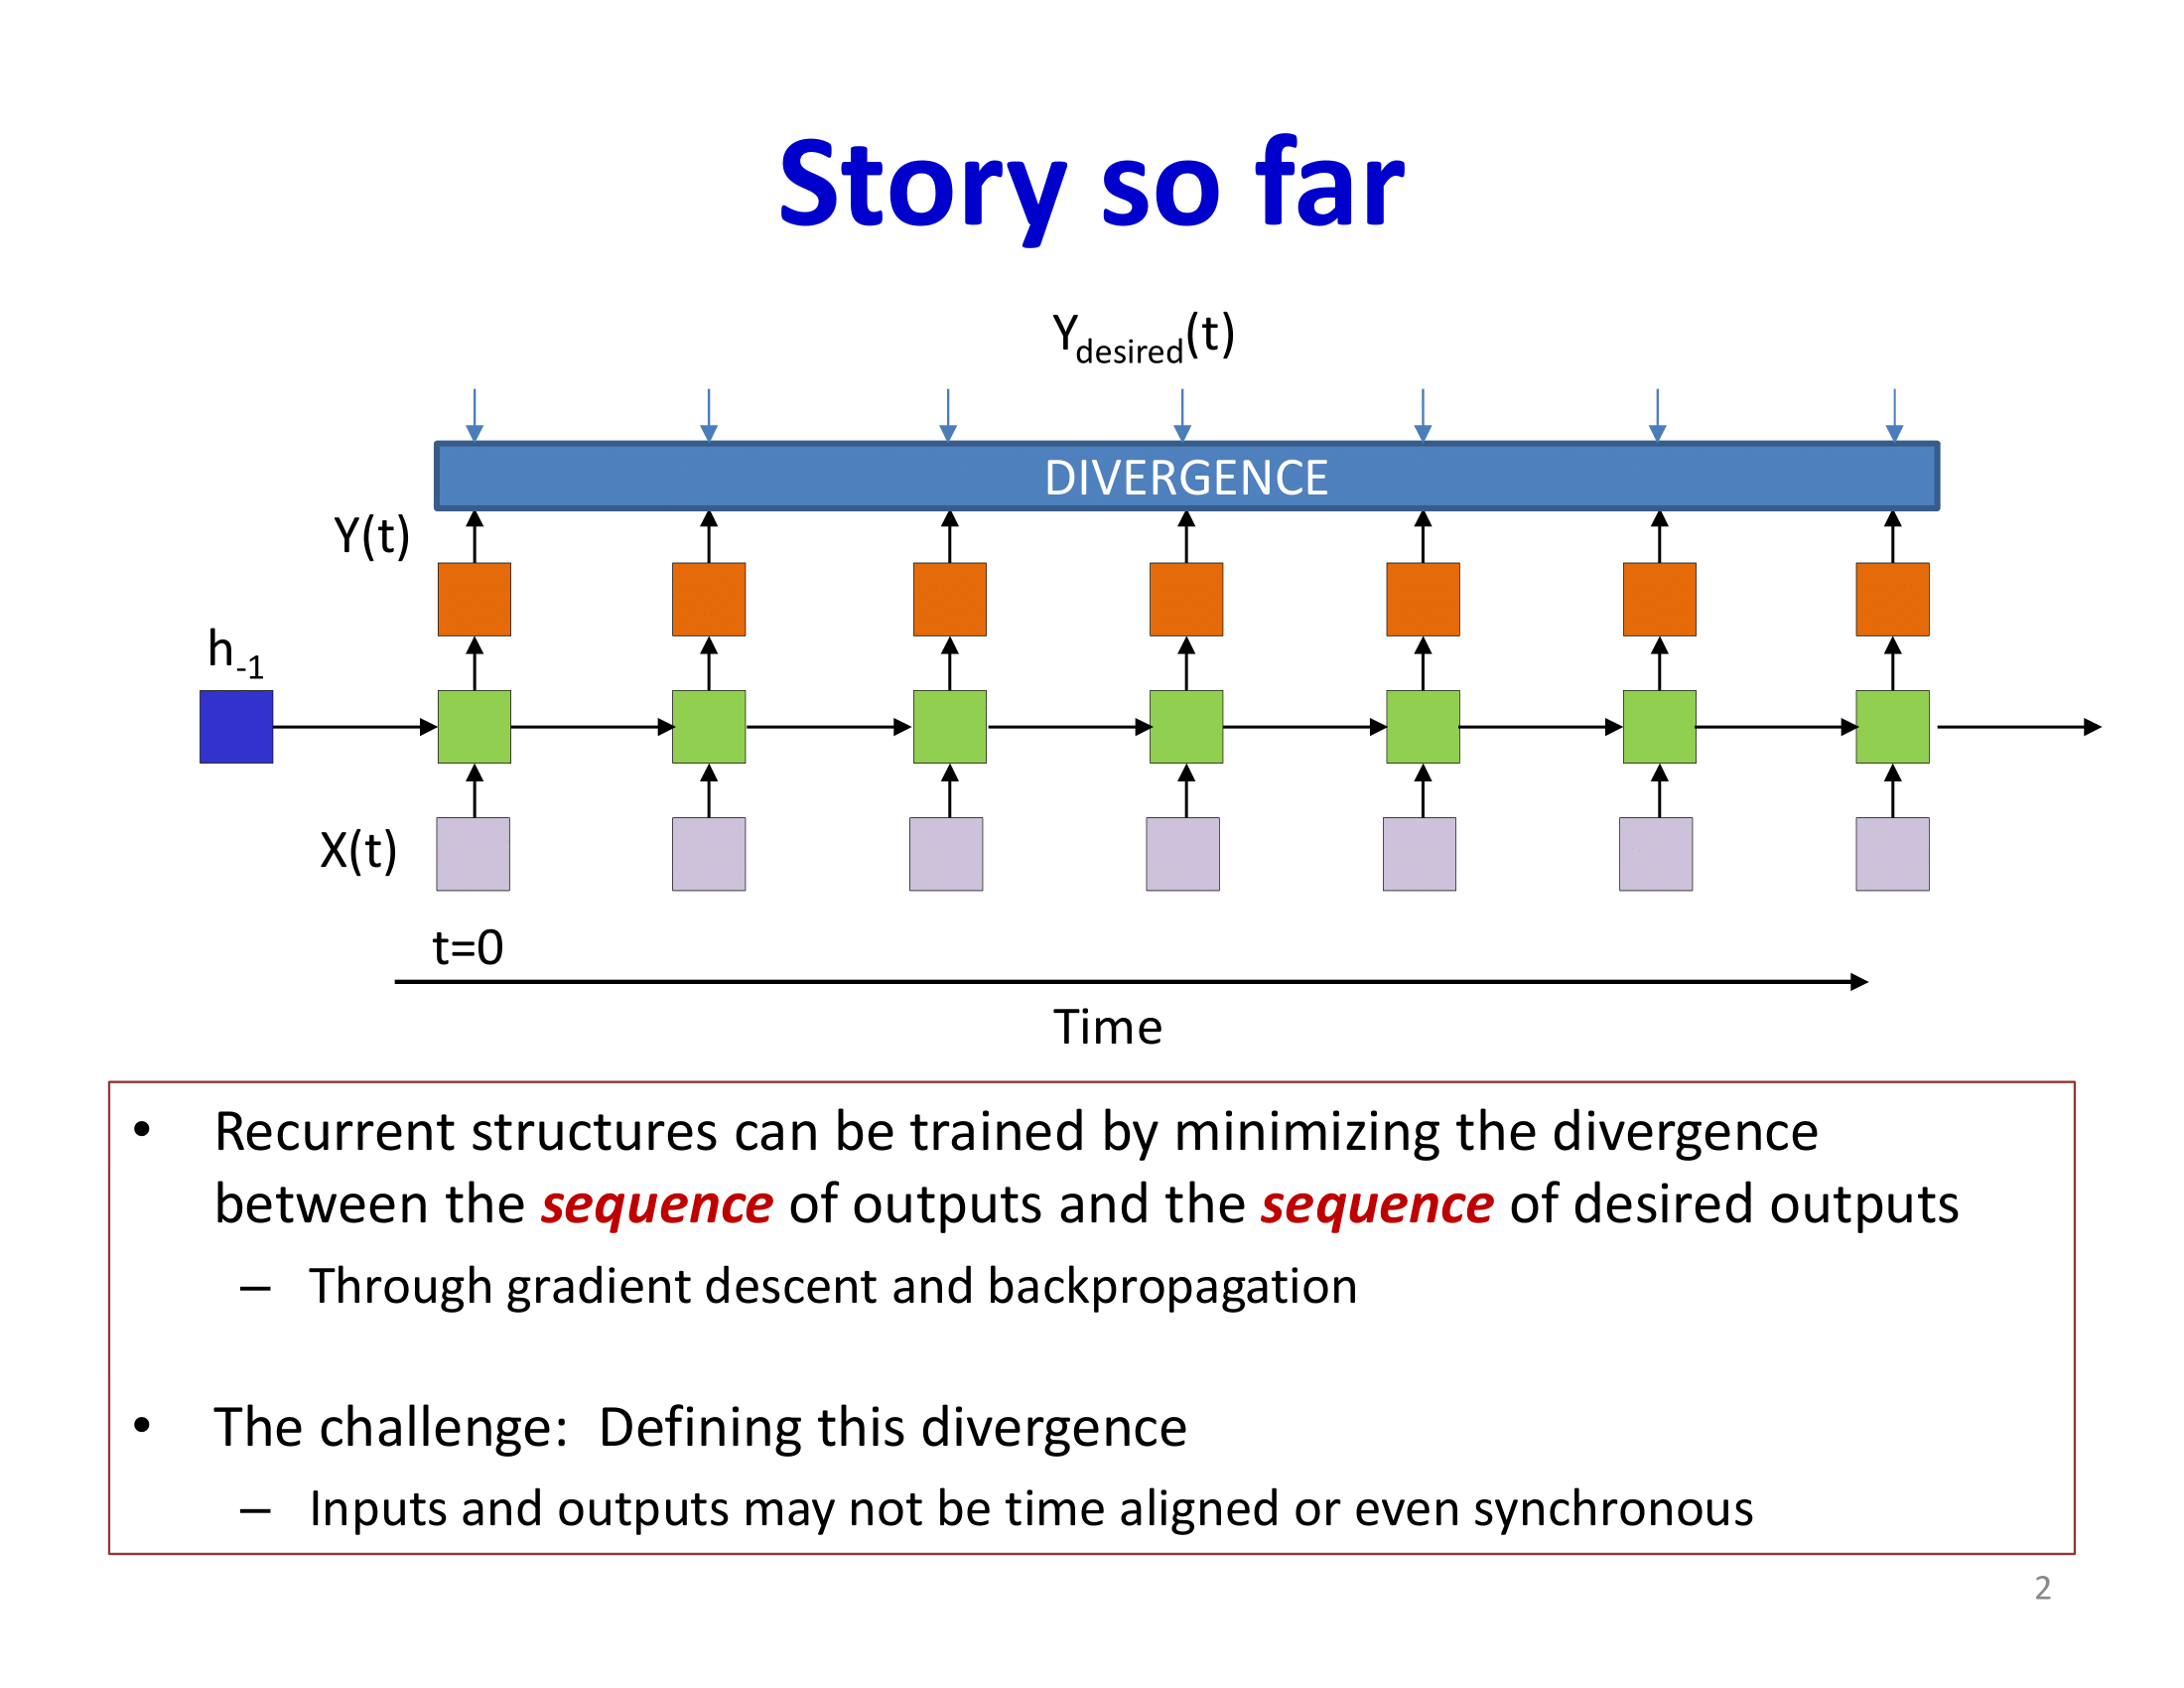 Story so far
Y_desired(t)
DIVERGENCE
Y(t)
h_-1
X(t)
t=0
Time
• Recurrent structures can be trained by minimizing the divergence
between the sequence of outputs and the sequence of desired outputs
– Through gradient descent and backpropagation
• The challenge: Defining this divergence
– Inputs and outputs may not be time aligned or even synchronous
2